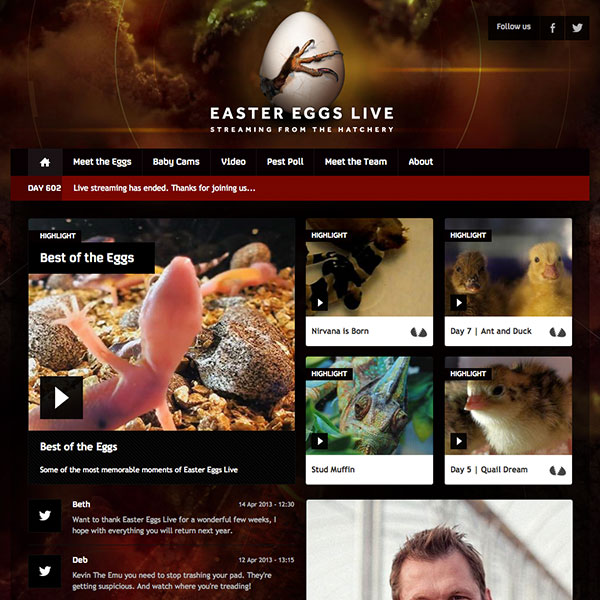 Follow us
EASTER EGGS LIVE
STREAMING FROM THE HATCHERY
Meet the Eggs
Baby Cams
Video
Pest Poll
Meet the Team
About
DAY 602
Live streaming has ended. Thanks for joining us...
HIGHLIGHT
Best of the Eggs
Best of the Eggs
Some of the most memorable moments of Easter Eggs Live
HIGHLIGHT
Nirvana is Born
HIGHLIGHT
Day 7 | Ant and Duck
HIGHLIGHT
Stud Muffin
HIGHLIGHT
Day 5 | Quail Dream
Beth
14 Apr 2013 - 12:30
Want to thank Easter Eggs Live for a wonderful few weeks, I
hope with everything you will return next year.
Deb
12 Apr 2013 - 13:15
Kevin The Emu you need to stop trashing your pad. They're
getting suspicious. And watch where you're treading!